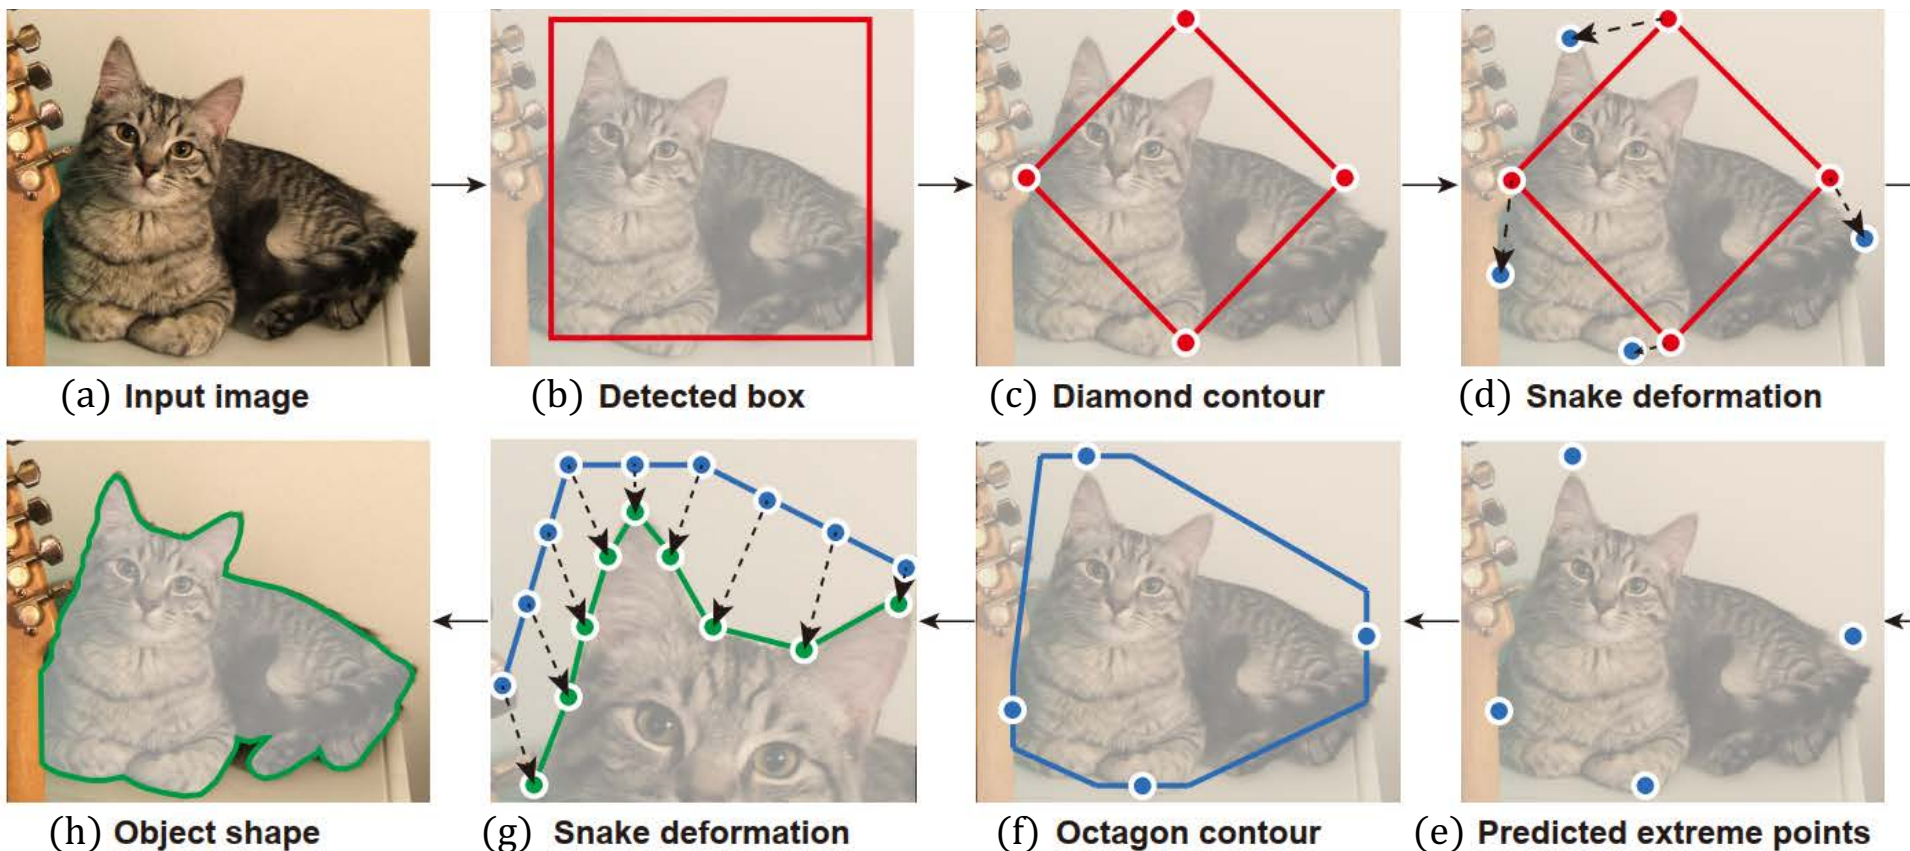 (a) Input image
(b) Detected box
(c) Diamond contour
(d) Snake deformation
(h) Object shape
(g) Snake deformation
(f) Octagon contour
(e) Predicted extreme points